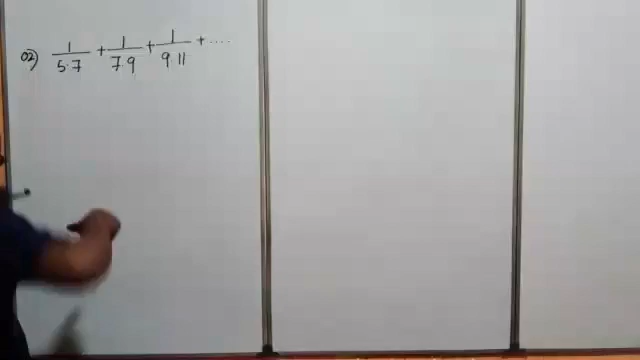 02) 1/5·7 + 1/7·9 + 1/9·11 + ....